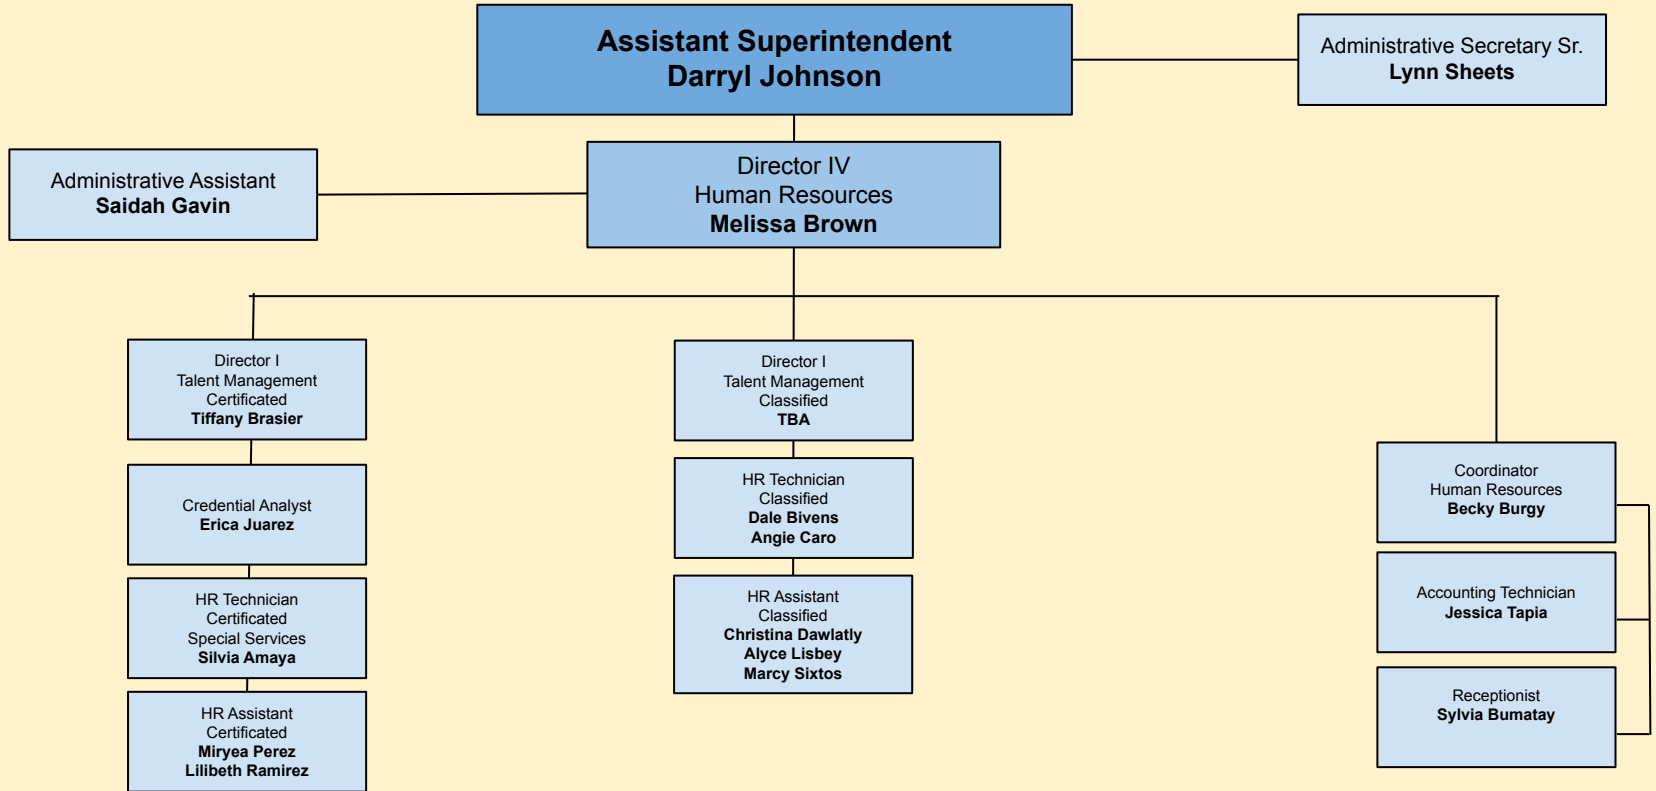 Assistant Superintendent
Darryl Johnson
Administrative Secretary Sr.
Lynn Sheets
Administrative Assistant
Saidah Gavin
Director IV
Human Resources
Melissa Brown
Director I
Talent Management
Certificated
Tiffany Brasier
Credential Analyst
Erica Juarez
HR Technician
Certificated
Special Services
Silvia Amaya
HR Assistant
Certificated
Miryea Perez
Lilibeth Ramirez
Director I
Talent Management
Classified
TBA
HR Technician
Classified
Dale Bivens
Angie Caro
HR Assistant
Classified
Christina Dawlatly
Alyce Lisbey
Marcy Sixtos
Coordinator
Human Resources
Becky Burgy
Accounting Technician
Jessica Tapia
Receptionist
Sylvia Bumatay